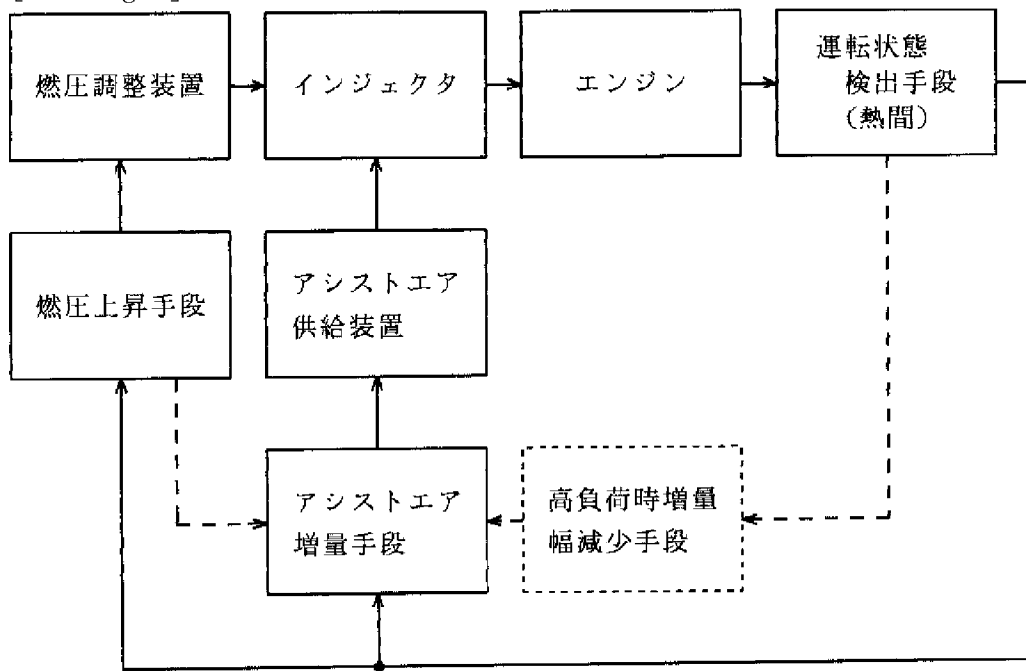 燃圧調整装置
インジェクタ
エンジン
運転状態
検出手段
(熱間)
燃圧上昇手段
アシストエア
供給装置
アシストエア
増量手段
高負荷時増量
幅減少手段